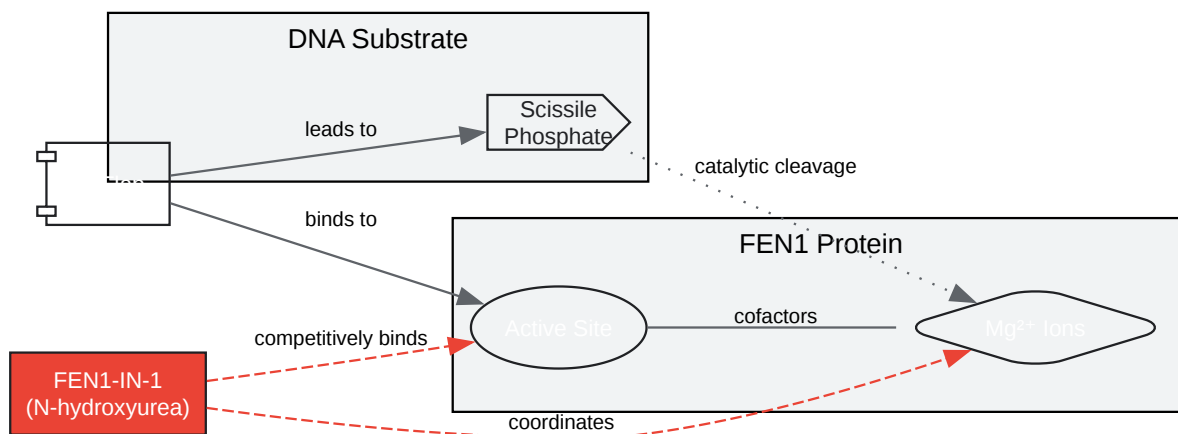 DNA Substrate
Scissile
Phosphate
leads to
catalytic cleavage
binds to
FEN1 Protein
Active Site
cofactors
Mg²⁺ Ions
competitively binds
FEN1-IN-1
(N-hydroxyurea)
coordinates